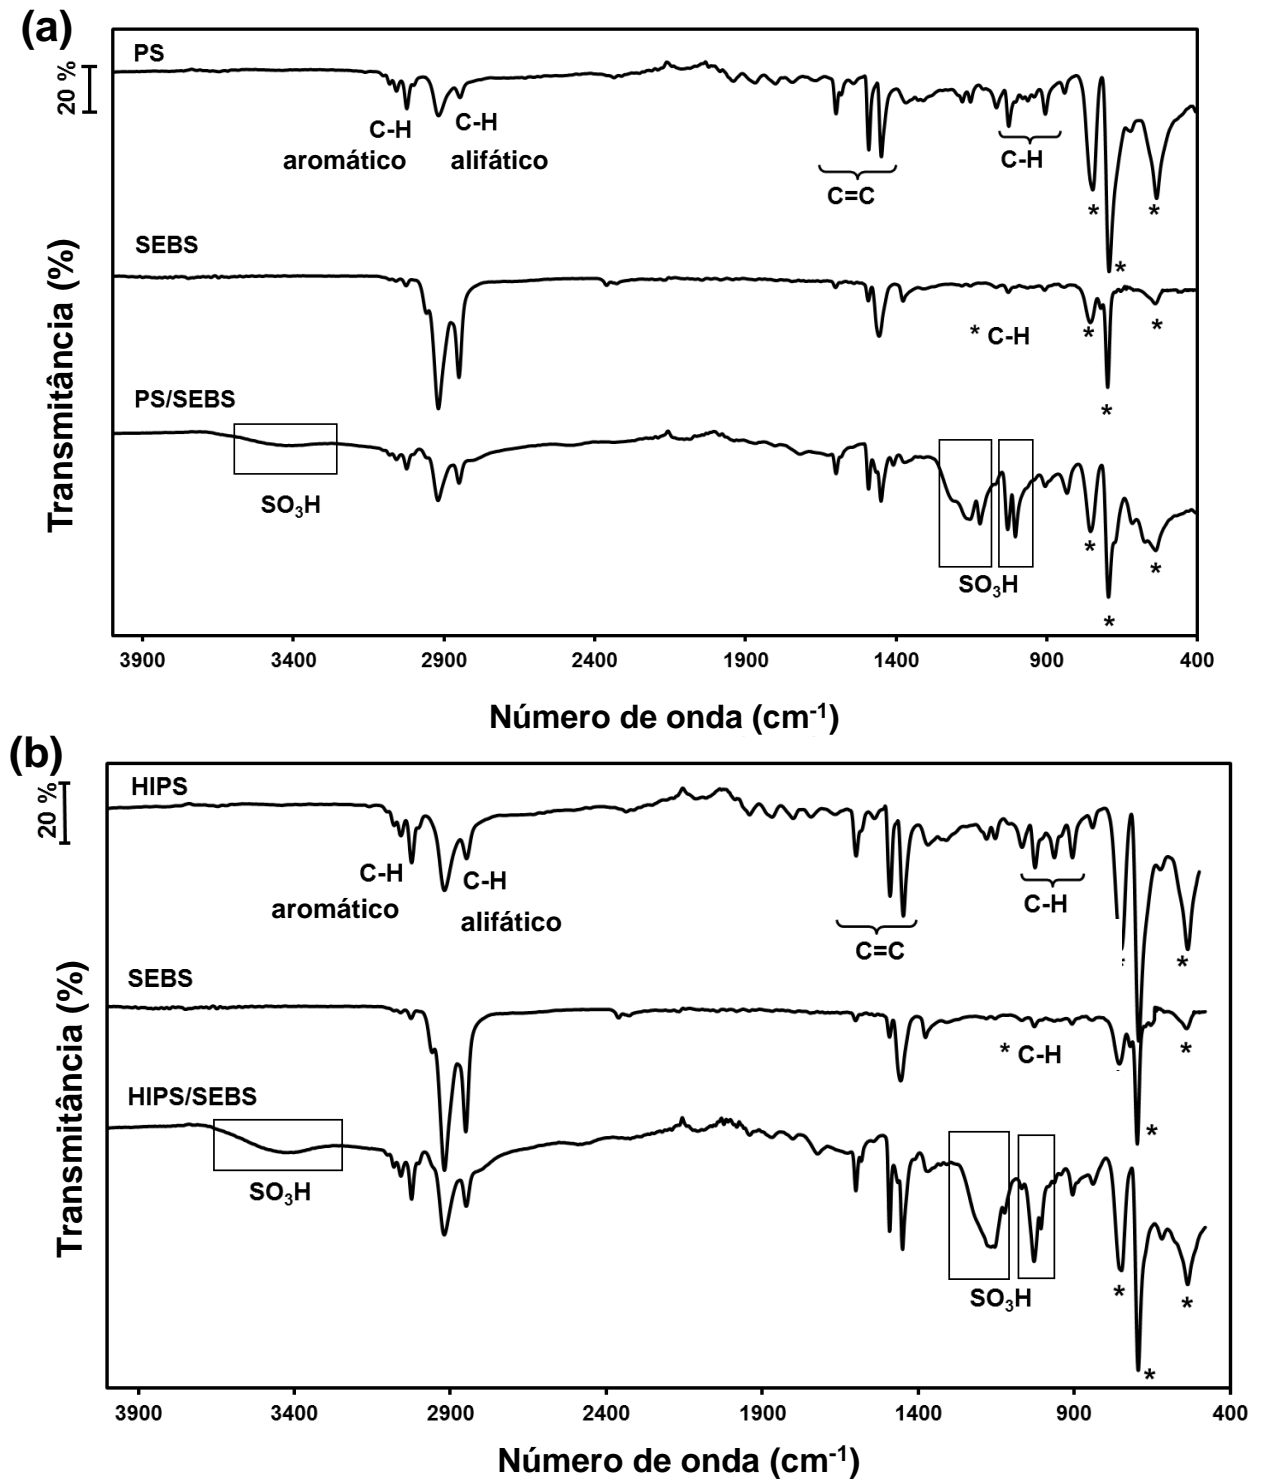 (a)
PS
20 %
C-H
aromático
C-H
alifático
C=C
C-H
*
*
*
SEBS
* C-H
*
*
*
PS/SEBS
SO₃H
SO₃H
*
*
*
Transmitância (%)
3900 3400 2900 2400 1900 1400 900 400
Número de onda (cm⁻¹)
(b)
HIPS
20 %
C-H
aromático
C-H
alifático
C=C
C-H
*
SEBS
* C-H
*
*
HIPS/SEBS
SO₃H
SO₃H
*
*
*
Transmitância (%)
3900 3400 2900 2400 1900 1400 900 400
Número de onda (cm⁻¹)